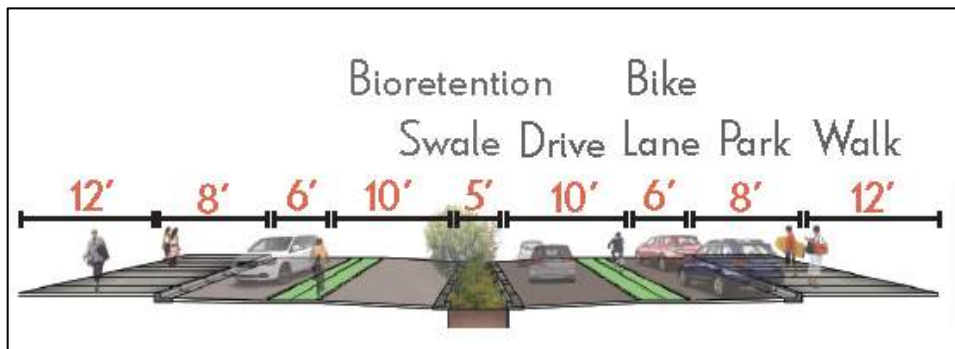 Bioretention Bike
Swale Drive Lane Park Walk
12' 8' 6' 10' 5' 10' 6' 8' 12'